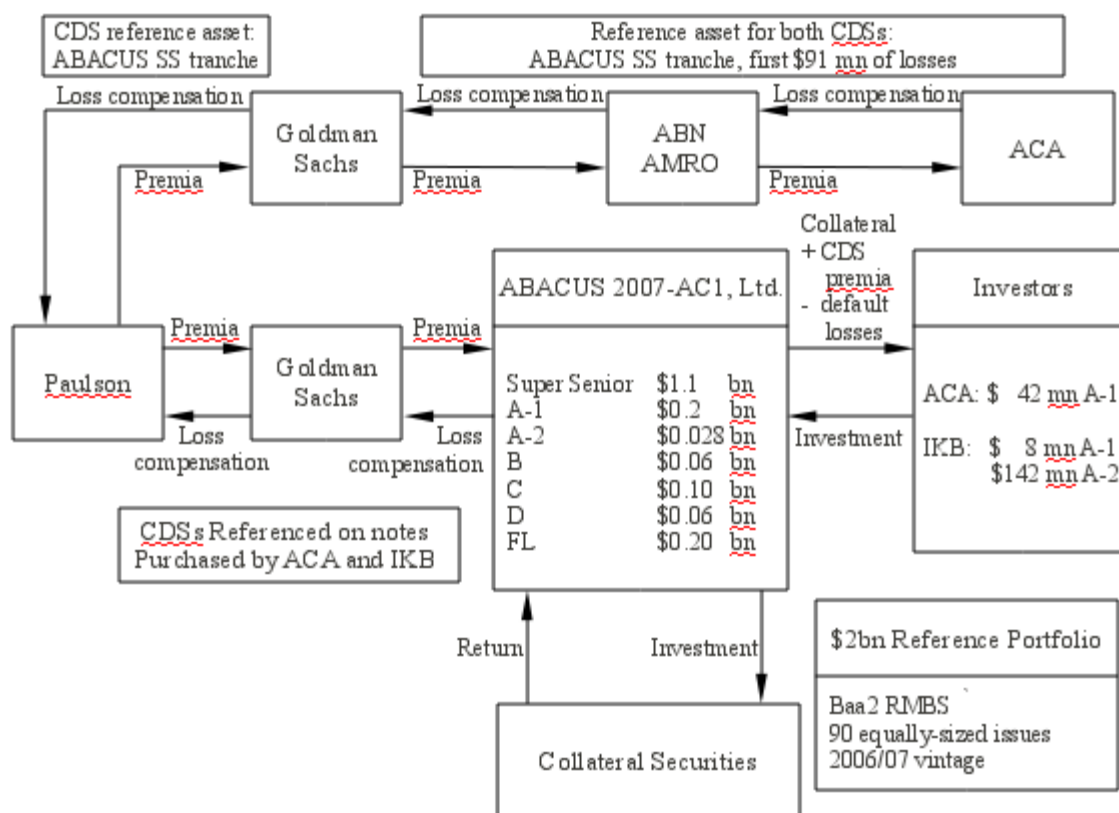 CDS reference asset:
ABACUS SS tranche
Reference asset for both CDSs:
ABACUS SS tranche, first $91 mn of losses
Loss compensation
Loss compensation
Loss compensation
Goldman
Sachs
ABN
AMRO
ACA
Premia
Premia
Premia
Collateral
+ CDS
premia
- default
losses
ABACUS 2007-AC1, Ltd.
Investors
Premia
Premia
Paulson
Goldman
Sachs
Super Senior $1.1 bn
A-1 $0.2 bn
A-2 $0.028 bn
B $0.06 bn
C $0.10 bn
D $0.06 bn
FL $0.20 bn
ACA: $ 42 mn A-1
IKB: $ 8 mn A-1
$142 mn A-2
Investment
Loss
compensation
Loss
compensation
CDSs Referenced on notes
Purchased by ACA and IKB
Return
Investment
$2bn Reference Portfolio
Baa2 RMBS `
90 equally-sized issues
2006/07 vintage
Collateral Securities